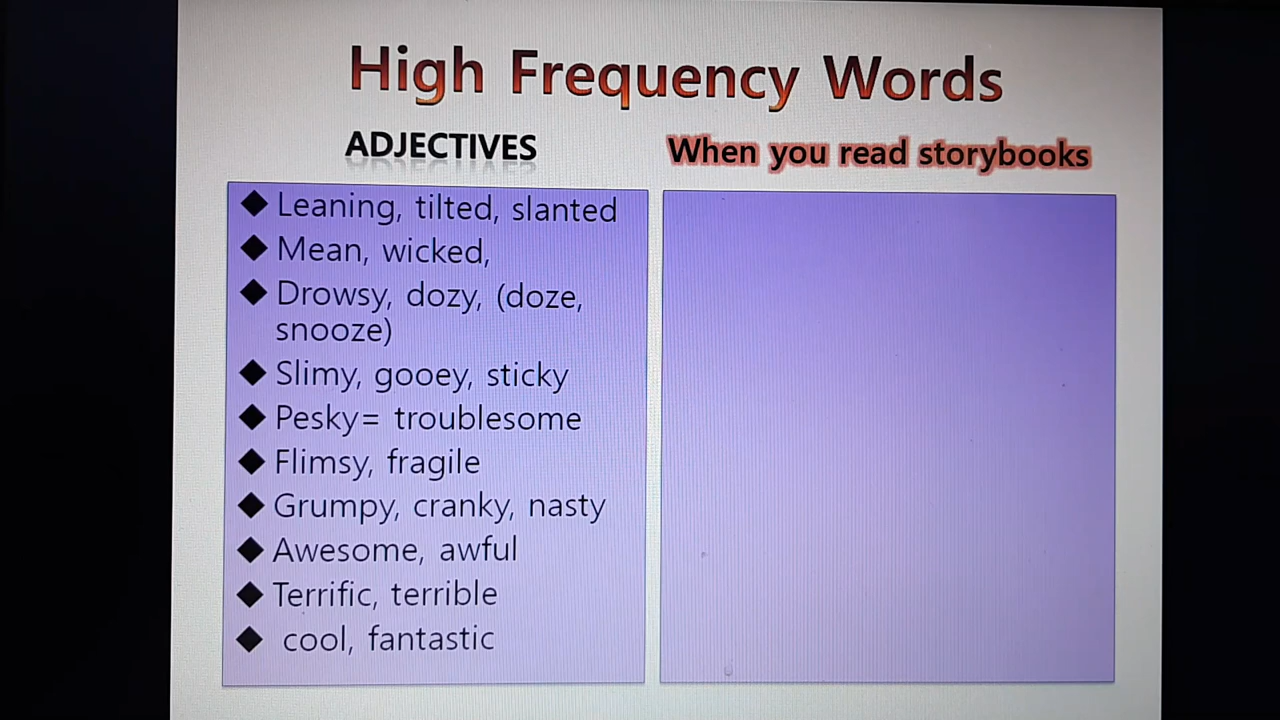 High Frequency Words
ADJECTIVES
When you read storybooks
◆ Leaning, tilted, slanted
◆ Mean, wicked,
◆ Drowsy, dozy, (doze,
snooze)
◆ Slimy, gooey, sticky
◆ Pesky= troublesome
◆ Flimsy, fragile
◆ Grumpy, cranky, nasty
◆ Awesome, awful
◆ Terrific, terrible
◆ cool, fantastic